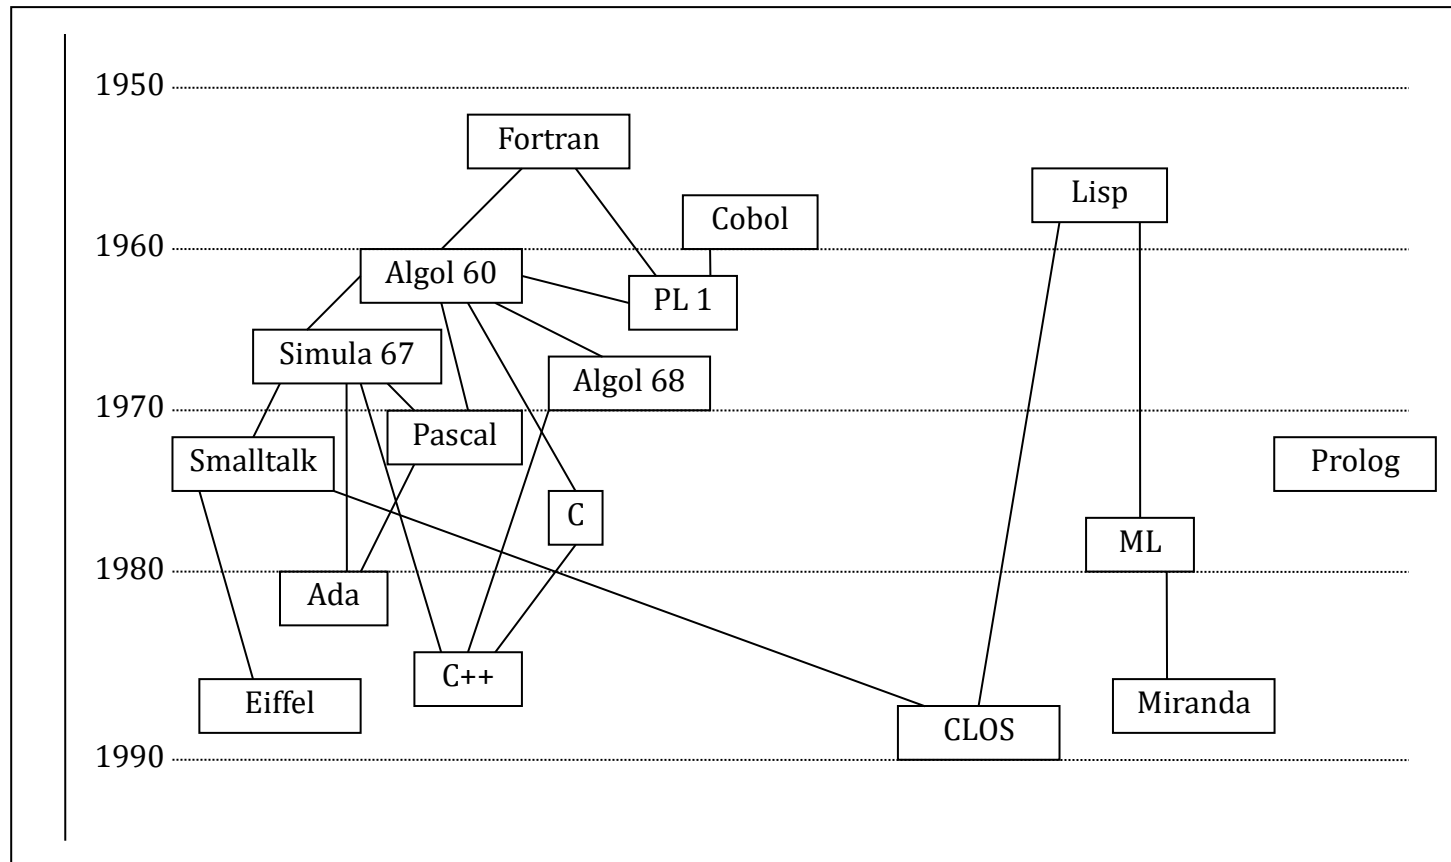 1950
Fortran
Lisp
Cobol
1960
Algol 60
PL 1
Simula 67
Algol 68
1970
Pascal
Smalltalk
Prolog
C
ML
1980
Ada
C++
Eiffel
Miranda
CLOS
1990